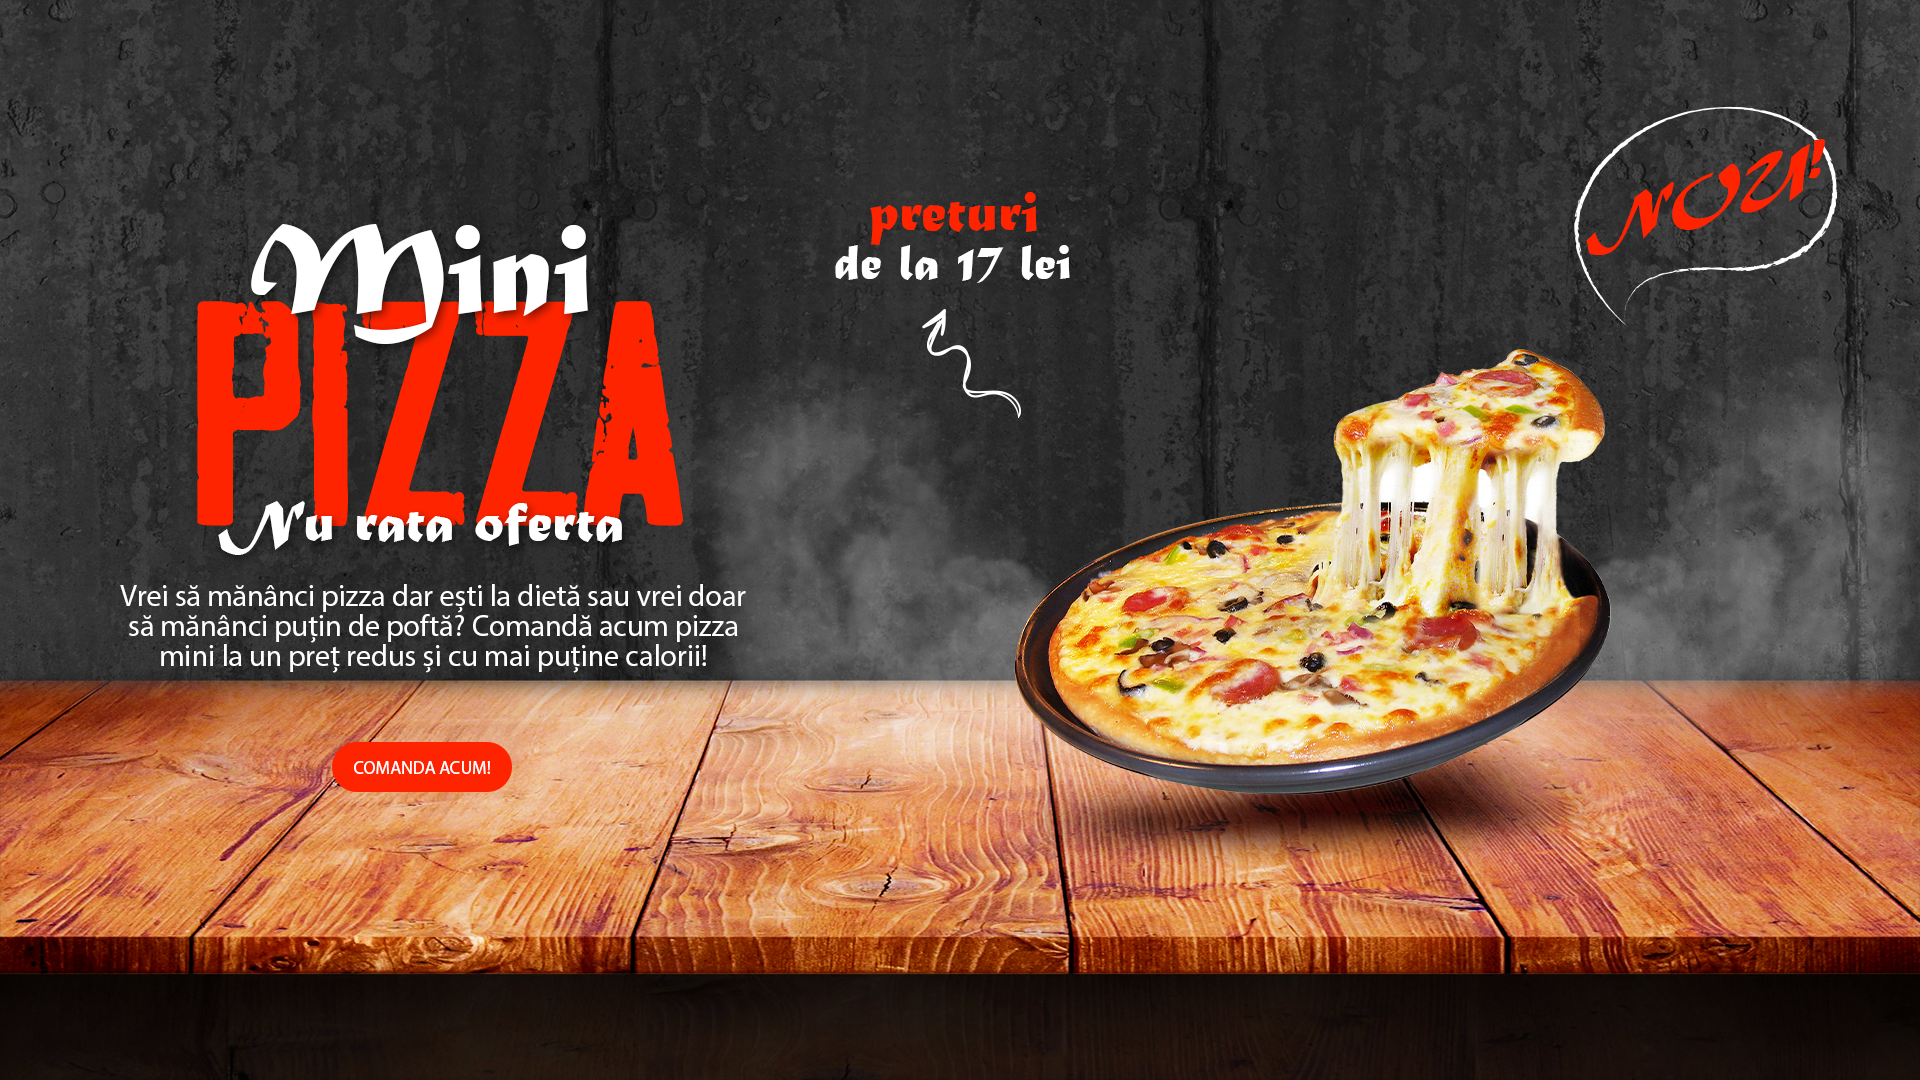 Mini
PIZZA
Nu rata oferta
Vrei să mănânci pizza dar ești la dietă sau vrei doar
să mănânci puțin de poftă? Comandă acum pizza
mini la un preț redus și cu mai puține calorii!
COMANDA ACUM!
preturi
de la 17 lei
NOU!